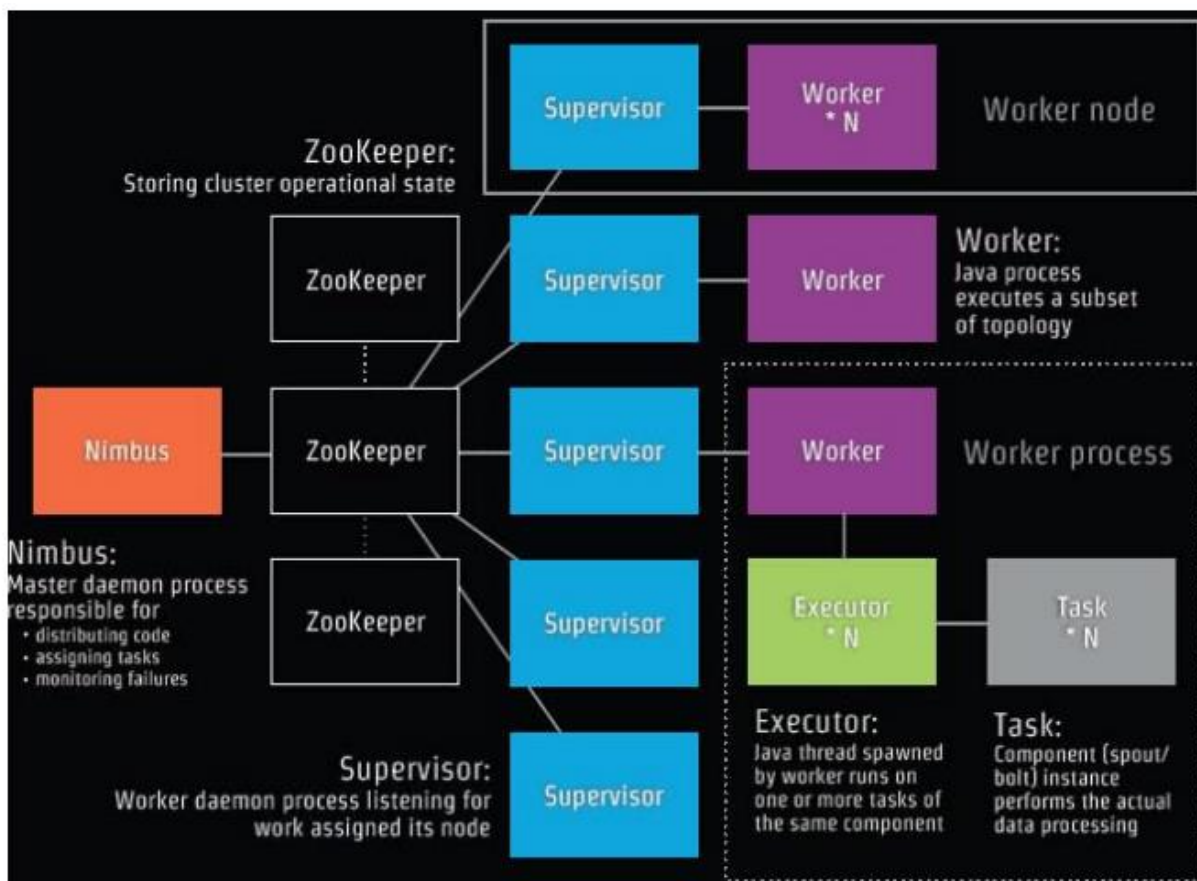 Supervisor
Worker
* N
Worker node
ZooKeeper:
Storing cluster operational state
ZooKeeper
Supervisor
Worker
Worker:
Java process
executes a subset
of topology
Nimbus
ZooKeeper
Supervisor
Worker
Worker process
Nimbus:
Master daemon process
responsible for
• distributing code
• assigning tasks
• monitoring failures
ZooKeeper
Supervisor
Executor
* N
Task
* N
Executor:
Java thread spawned
by worker runs on
one or more tasks of
the same component
Task:
Component (spout/
bolt) instance
performs the actual
data processing
Supervisor:
Worker daemon process listening for
work assigned its node
Supervisor